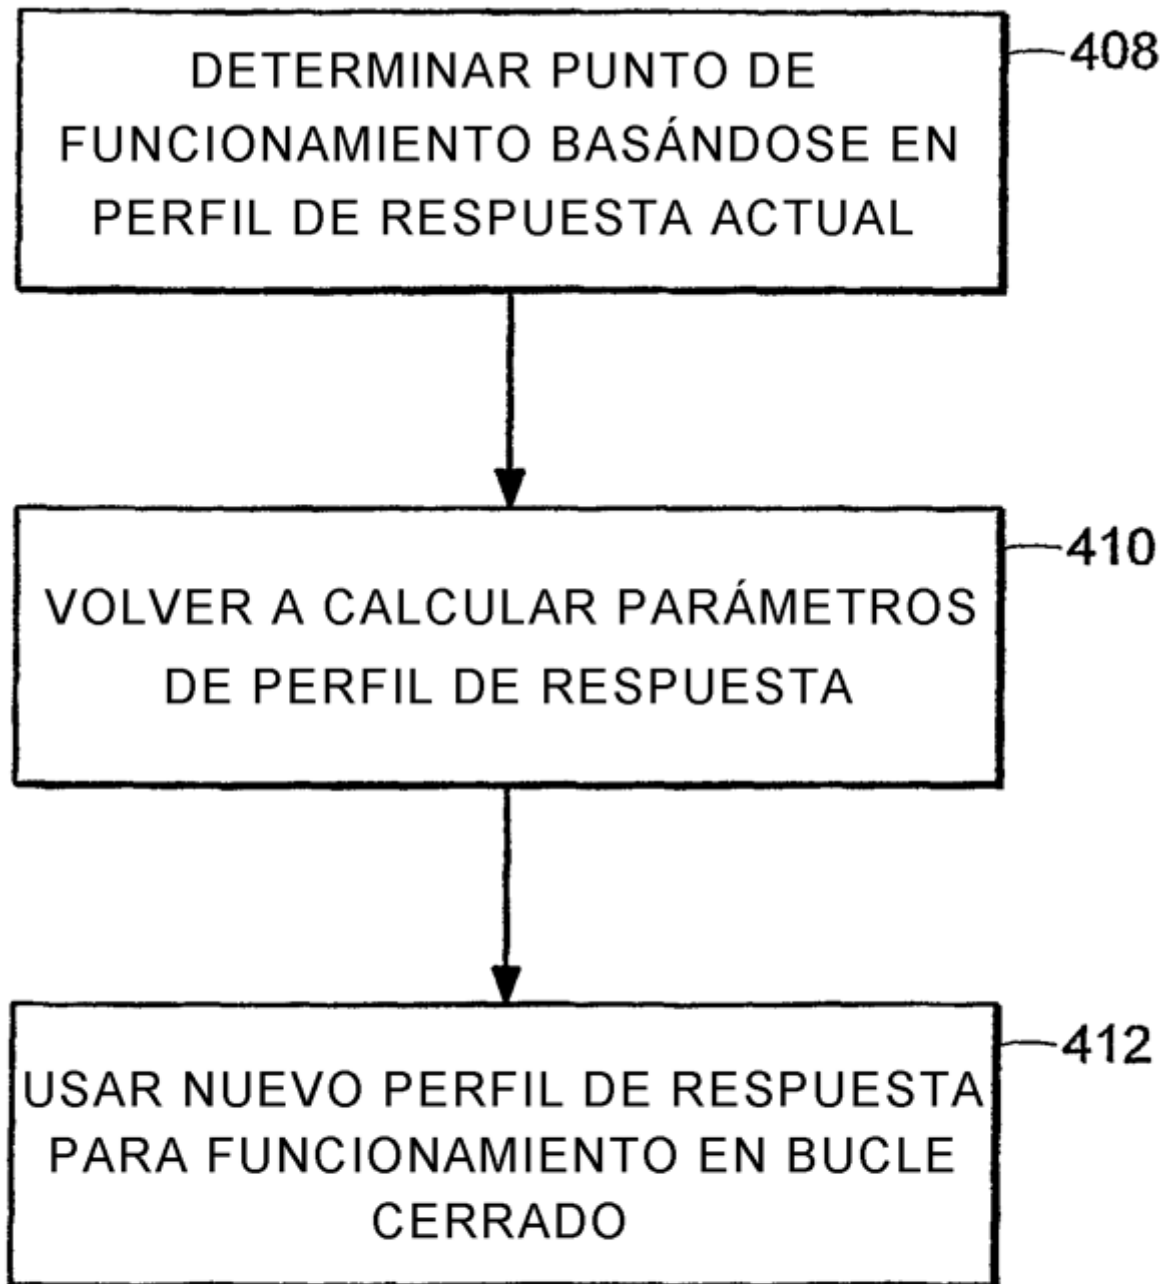 DETERMINAR PUNTO DE
FUNCIONAMIENTO BASÁNDOSE EN
PERFIL DE RESPUESTA ACTUAL
408
VOLVER A CALCULAR PARÁMETROS
DE PERFIL DE RESPUESTA
410
USAR NUEVO PERFIL DE RESPUESTA
PARA FUNCIONAMIENTO EN BUCLE
CERRADO
412